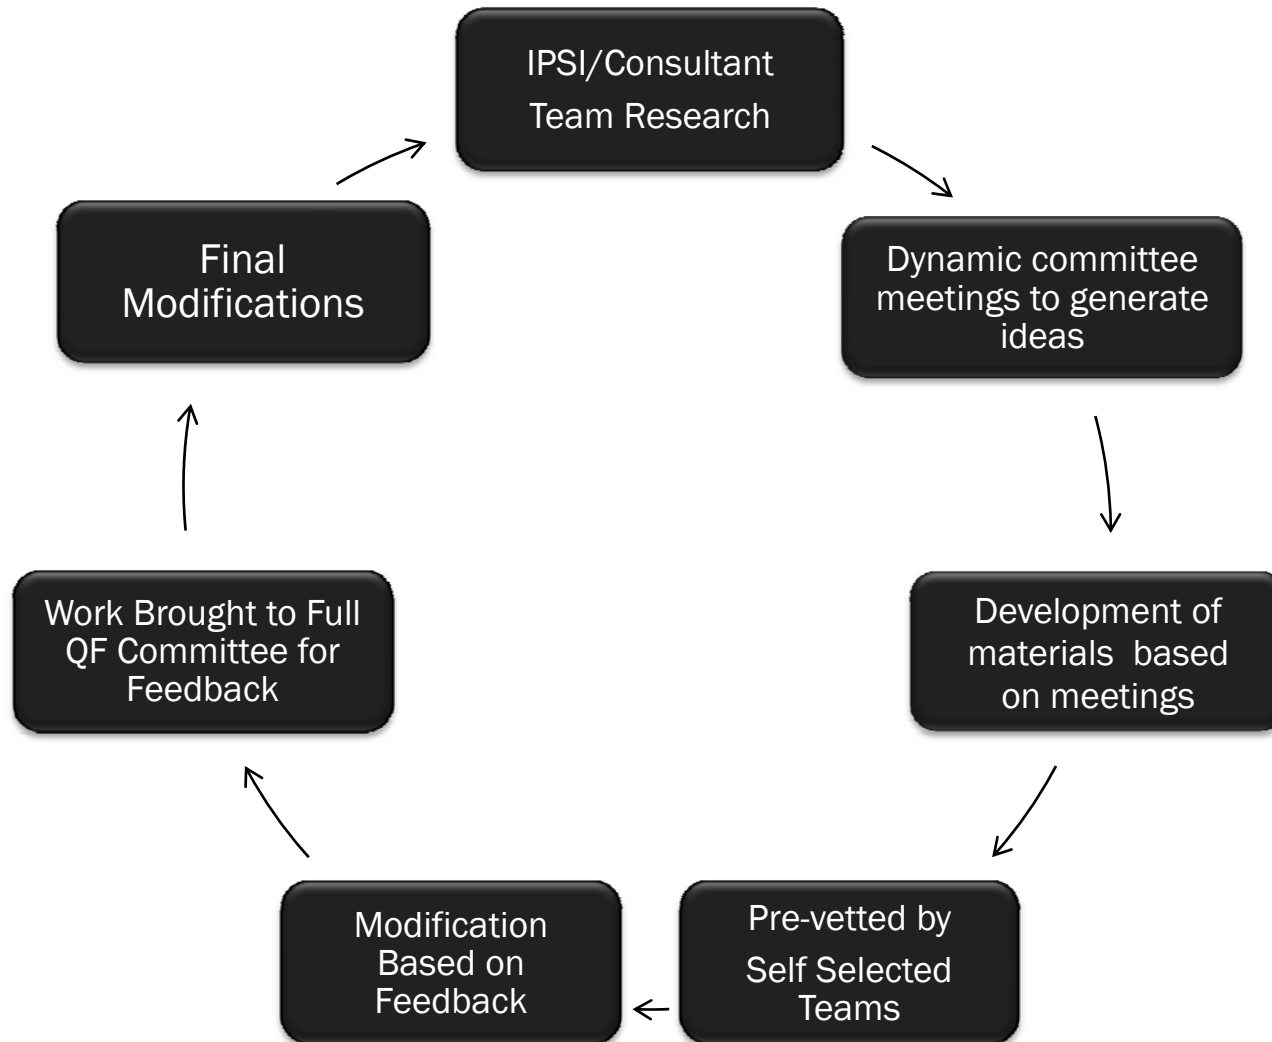 IPSI/Consultant
Team Research
Dynamic committee
meetings to generate
ideas
Development of
materials  based
on meetings
Pre-vetted by
Self Selected
Teams
Modification
Based on
Feedback
Work Brought to Full
QF Committee for
Feedback
Final
Modifications